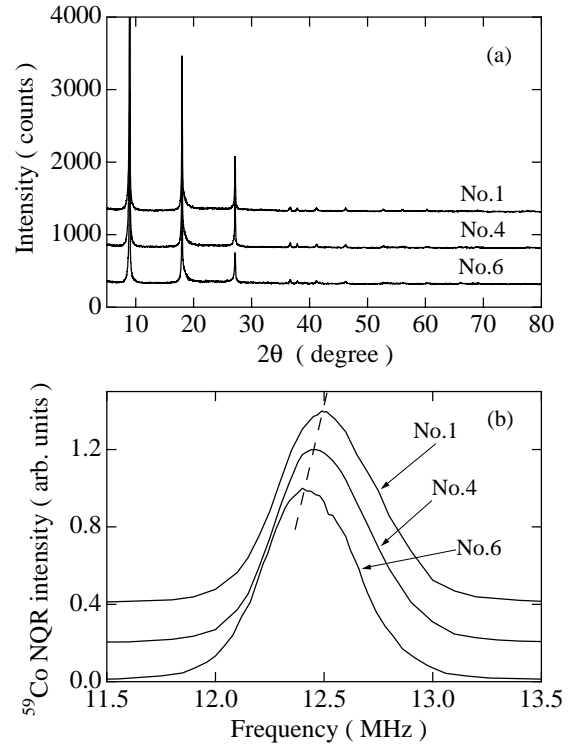 4000
3000
2000
1000
0
Intensity ( counts )
(a)
No.1
No.4
No.6
10 20 30 40 50 60 70 80
2θ ( degree )
1.2
0.8
0.4
0.0
⁵⁹Co NQR intensity ( arb. units )
(b)
No.1
No.4
No.6
11.5 12.0 12.5 13.0 13.5
Frequency ( MHz )